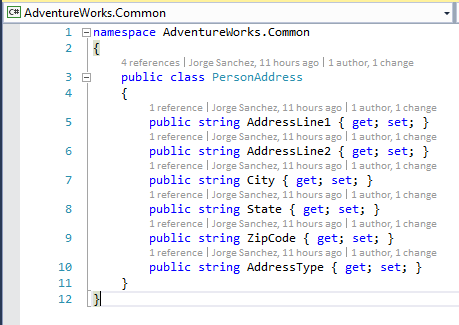 C# AdventureWorks.Common
1 namespace AdventureWorks.Common
2 {
4 references | Jorge Sanchez, 11 hours ago | 1 author, 1 change
3 public class PersonAddress
4 {
1 reference | Jorge Sanchez, 11 hours ago | 1 author, 1 change
5 public string AddressLine1 { get; set; }
1 reference | Jorge Sanchez, 11 hours ago | 1 author, 1 change
6 public string AddressLine2 { get; set; }
1 reference | Jorge Sanchez, 11 hours ago | 1 author, 1 change
7 public string City { get; set; }
1 reference | Jorge Sanchez, 11 hours ago | 1 author, 1 change
8 public string State { get; set; }
1 reference | Jorge Sanchez, 11 hours ago | 1 author, 1 change
9 public string ZipCode { get; set; }
1 reference | Jorge Sanchez, 11 hours ago | 1 author, 1 change
10 public string AddressType { get; set; }
11 }
12 }